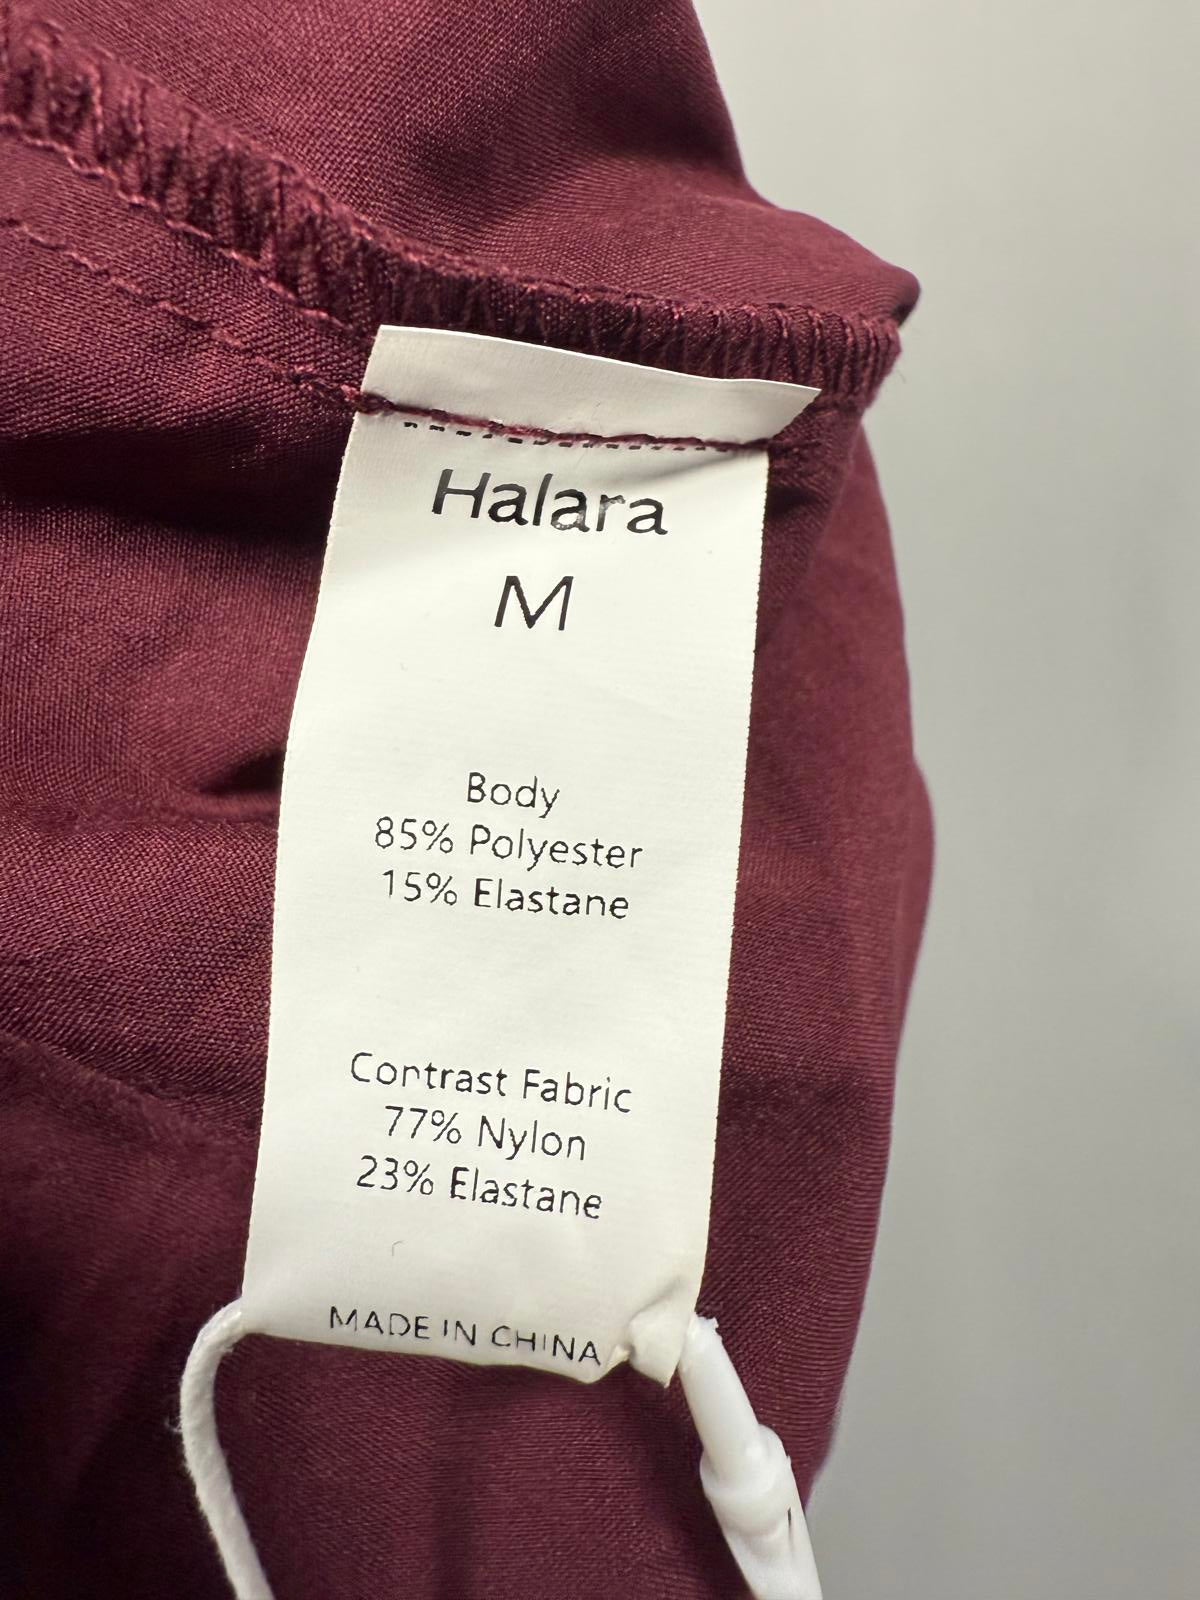 Halara
M
Body
85% Polyester
15% Elastane
Contrast Fabric
77% Nylon
23% Elastane
MADE IN CHINA